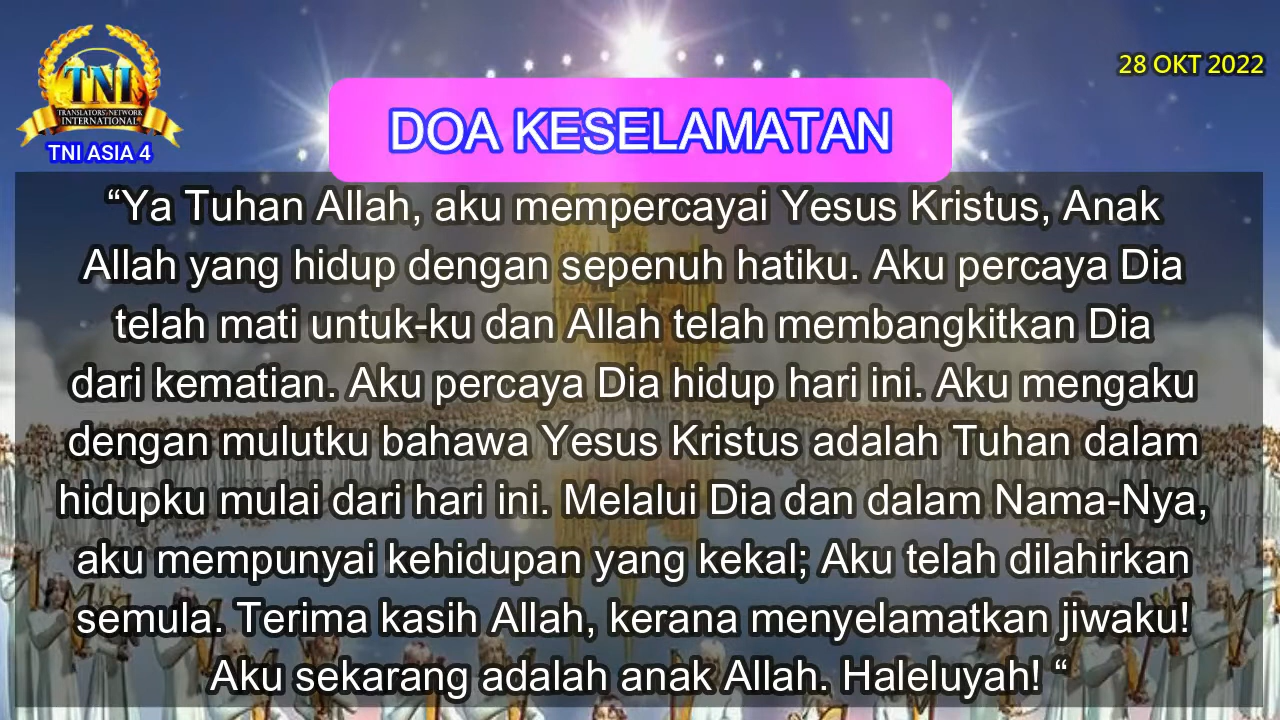 TNI
TRANSLATORS' NETWORK
INTERNATIONAL
TNI ASIA 4
28 OKT 2022
DOA KESELAMATAN
“Ya Tuhan Allah, aku mempercayai Yesus Kristus, Anak
Allah yang hidup dengan sepenuh hatiku. Aku percaya Dia
telah mati untuk-ku dan Allah telah membangkitkan Dia
dari kematian. Aku percaya Dia hidup hari ini. Aku mengaku
dengan mulutku bahawa Yesus Kristus adalah Tuhan dalam
hidupku mulai dari hari ini. Melalui Dia dan dalam Nama-Nya,
aku mempunyai kehidupan yang kekal; Aku telah dilahirkan
semula. Terima kasih Allah, kerana menyelamatkan jiwaku!
Aku sekarang adalah anak Allah. Haleluyah! “